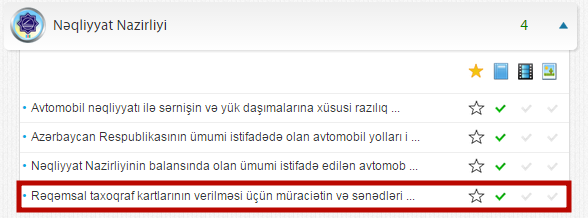 Nəqliyyat Nazirliyi 4
Avtomobil nəqliyyatı ilə sərnişin və yük daşımalarına xüsusi razılıq ...
Azərbaycan Respublikasının ümumi istifadədə olan avtomobil yolları i ...
Nəqliyyat Nazirliyinin balansında olan ümumi istifadə edilən avtomob ...
Rəqəmsal taxoqraf kartlarının verilməsi üçün müraciətin və sənədləri ...